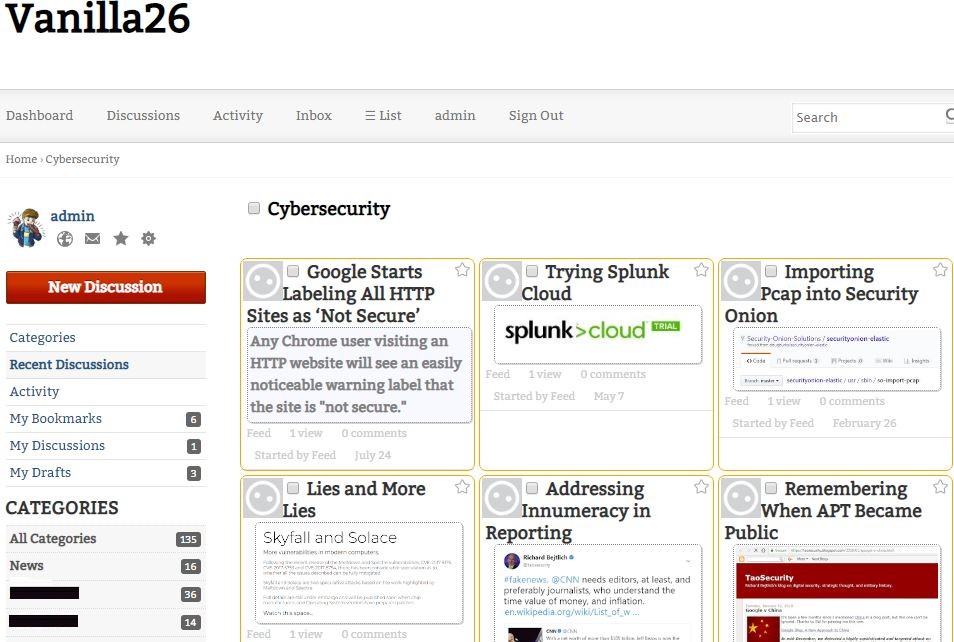 Vanilla26
Dashboard Discussions Activity Inbox ☰ List admin Sign Out Search
Home › Cybersecurity
admin
New Discussion
Categories
Recent Discussions
Activity
My Bookmarks 6
My Discussions 1
My Drafts 3
CATEGORIES
All Categories 135
News 16
36
14
Cybersecurity
Google Starts
Labeling All HTTP
Sites as ‘Not Secure’
Any Chrome user visiting an
HTTP website will see an easily
noticeable warning label that
the site is "not secure."
Feed 1 view 0 comments
Started by Feed July 24
Trying Splunk
Cloud
splunk>cloud TRIAL
Feed 1 view 0 comments
Started by Feed May 7
Importing
Pcap into Security
Onion
Security-Onion-Solutions / securityonion-elastic
Code Pull requests Projects 0 Wiki Insights
Branch: master securityonion-elastic / usr / sbin / so-import-pcap
Feed 1 view 0 comments
Started by Feed February 26
Lies and More
Lies
Skyfall and Solace
More vulnerabilities in modern computers.
Watch this space...
Feed 1 view 0 comments
Addressing
Innumeracy in
Reporting
Richard Bejtlich
@taosecurity
#fakenews. @CNN needs editors, at least, and
preferably journalists, who understand the
time value of money, and inflation.
en.wikipedia.org/wiki/List_of_w ...
CNN @CNN
Remembering
When APT Became
Public
TaoSecurity
Richard Bejtlich's blog on digital security, strategic thought, and military history.
Google v China